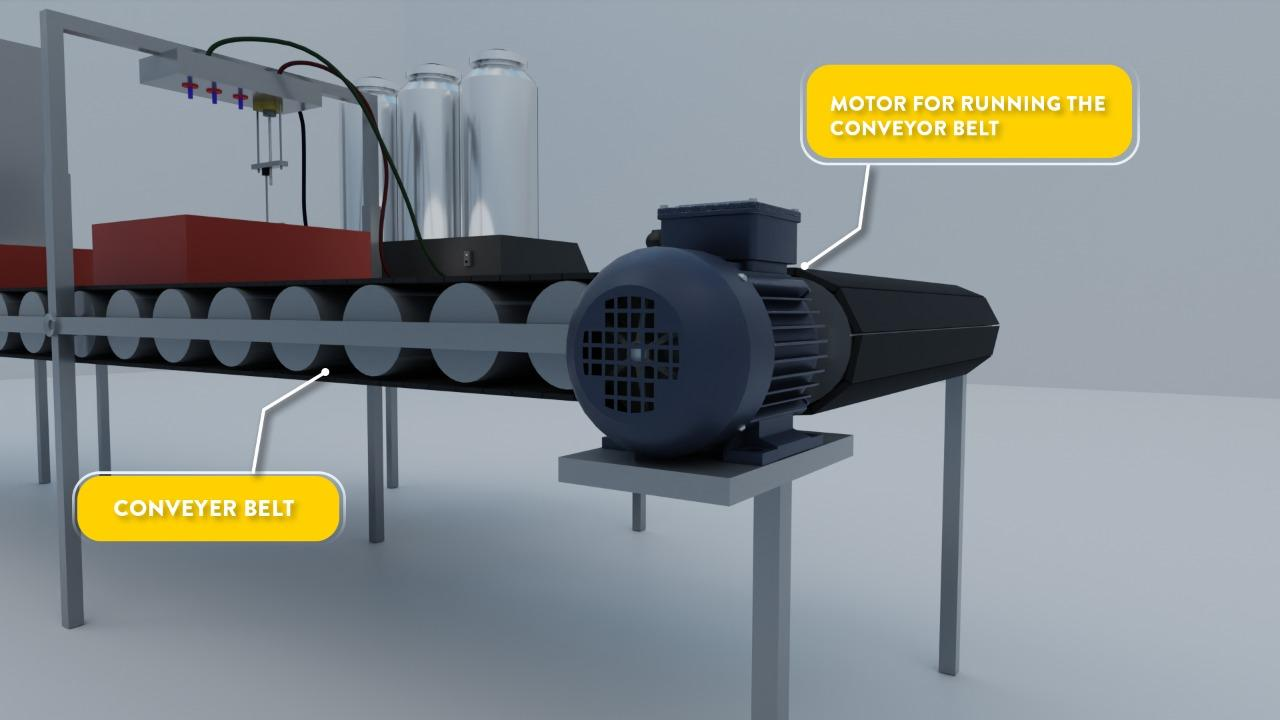 MOTOR FOR RUNNING THE
CONVEYOR BELT
CONVEYER BELT